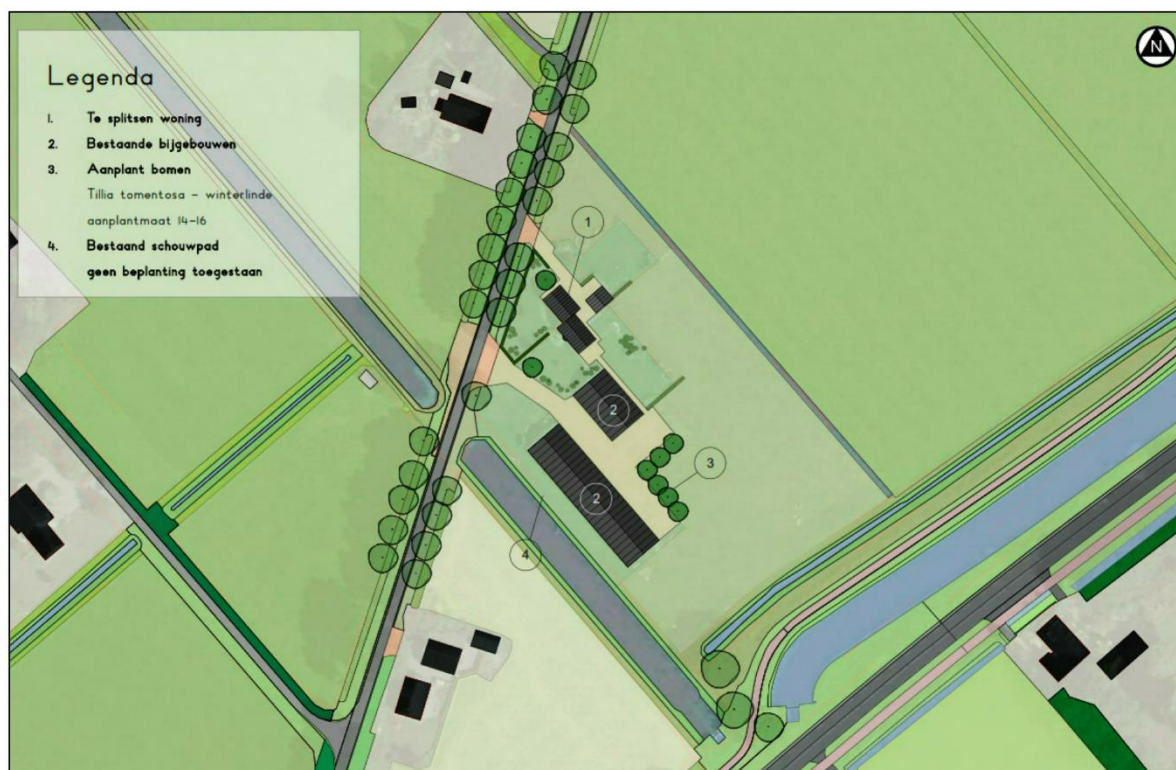 Legenda
1. Te splitsen woning
2. Bestaande bijgebouwen
3. Aanplant bomen
Tillia tomentosa - winterlinde
aanplantmaat 14-16
4. Bestaand schouwpad
geen beplanting toegestaan
N
1
2
3
2
4